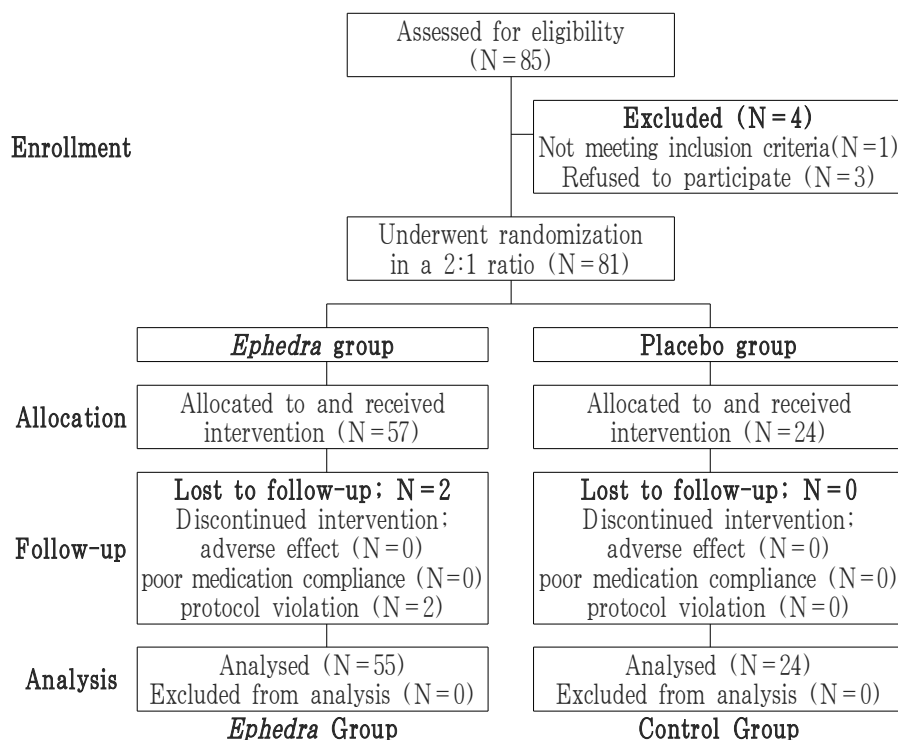 Assessed for eligibility
(N=85)
Enrollment
Excluded (N=4)
Not meeting inclusion criteria(N=1)
Refused to participate (N=3)
Underwent randomization
in a 2:1 ratio (N=81)
Ephedra group
Placebo group
Allocation
Allocated to and received
intervention (N=57)
Allocated to and received
intervention (N=24)
Follow-up
Lost to follow-up; N=2
Discontinued intervention;
adverse effect (N=0)
poor medication compliance (N=0)
protocol violation (N=2)
Lost to follow-up; N=0
Discontinued intervention;
adverse effect (N=0)
poor medication compliance (N=0)
protocol violation (N=0)
Analysis
Analysed (N=55)
Excluded from analysis (N=0)
Analysed (N=24)
Excluded from analysis (N=0)
Ephedra Group
Control Group